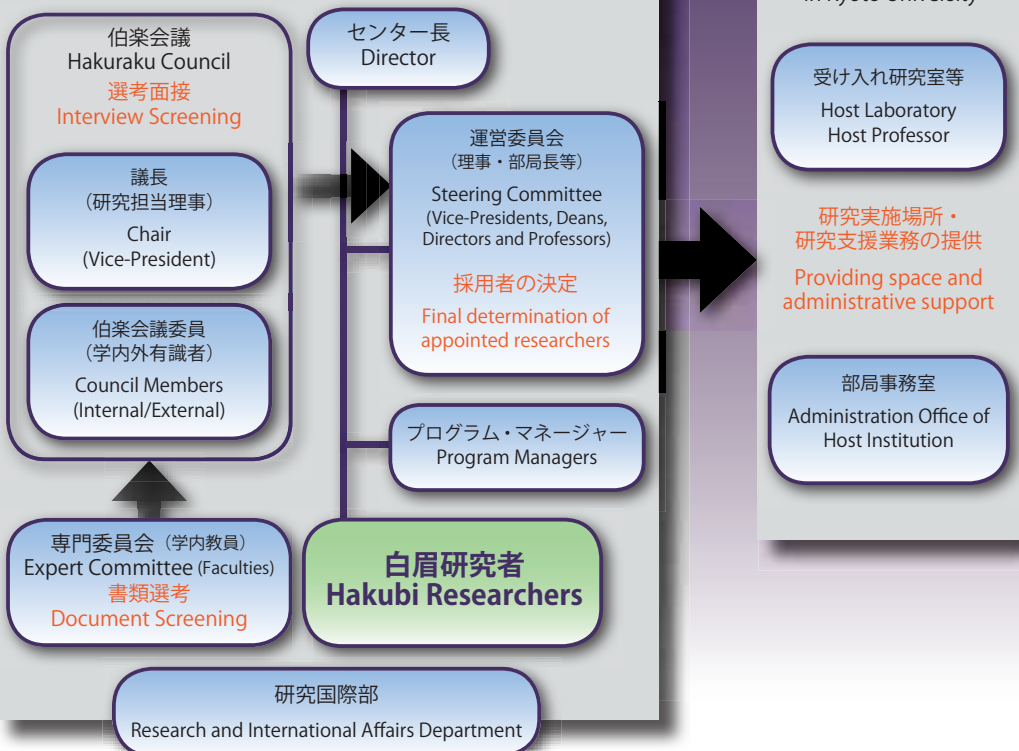 伯楽会議
Hakuraku Council
選考面接
Interview Screening
議長
（研究担当理事）
Chair
(Vice-President)
伯楽会議委員
（学内外有識者）
Council Members
(Internal/External)
専門委員会（学内教員）
Expert Committee (Faculties)
書類選考
Document Screening
センター長
Director
運営委員会
（理事・部局長等）
Steering Committee
(Vice-Presidents, Deans,
Directors and Professors)
採用者の決定
Final determination of
appointed researchers
プログラム・マネージャー
Program Managers
白眉研究者
Hakubi Researchers
研究国際部
Research and International Affairs Department
in Kyoto University
受け入れ研究室等
Host Laboratory
Host Professor
研究実施場所・
研究支援業務の提供
Providing space and
administrative support
部局事務室
Administration Office of
Host Institution